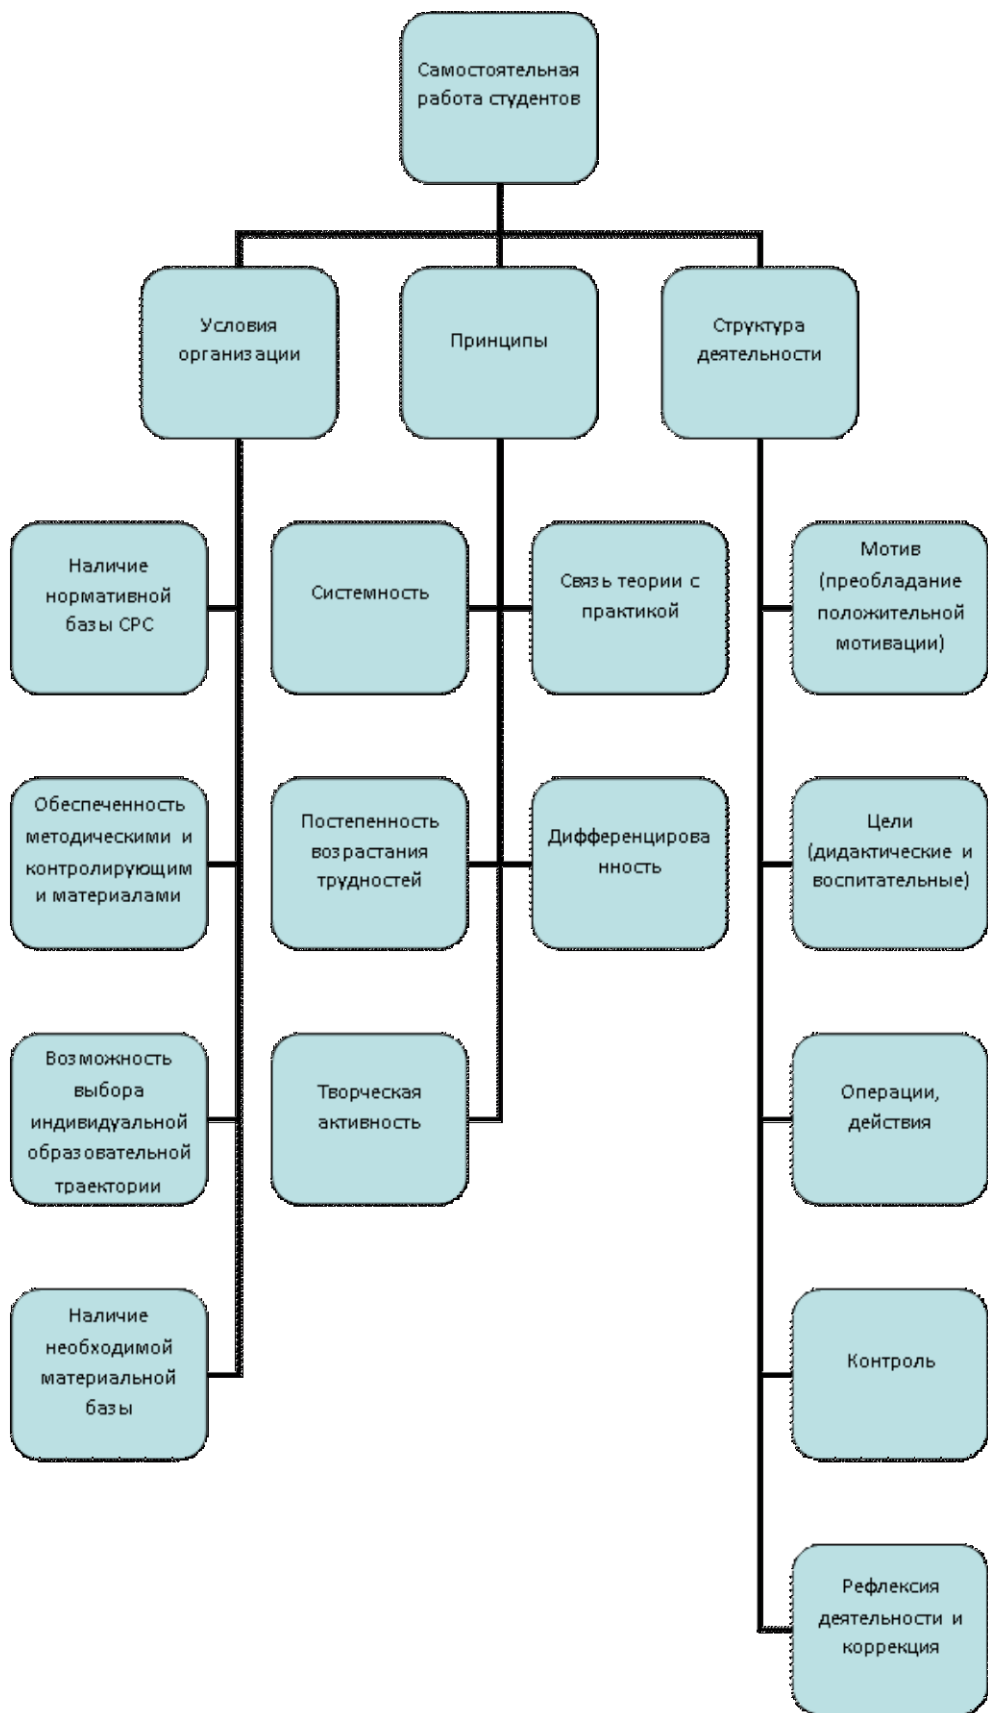 Самостоятельная
работа студентов
Условия
организации
Принципы
Структура
деятельности
Наличие
нормативной
базы СРС
Системность
Связь теории с
практикой
Мотив
(преобладание
положительной
мотивации)
Обеспеченность
методическими и
контролирующим
и материалами
Постепенность
возрастания
трудностей
Дифференцирова
нность
Цели
(дидактические и
воспитательные)
Возможность
выбора
индивидуальной
образовательной
траектории
Творческая
активность
Операции,
действия
Наличие
необходимой
материальной
базы
Контроль
Рефлексия
деятельности и
коррекция